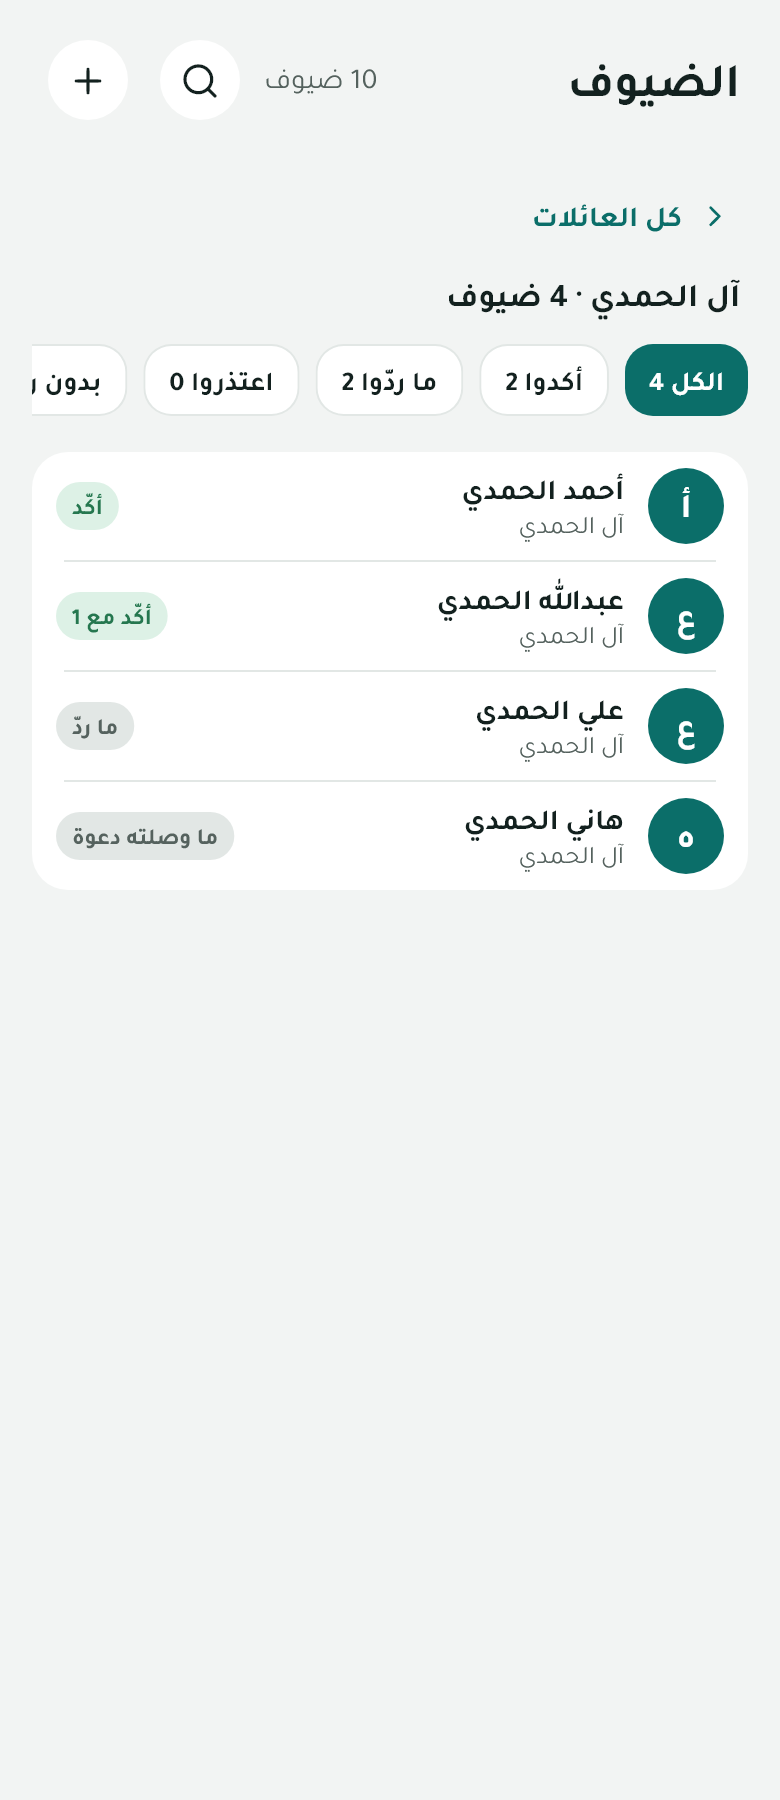 الضيوف
10 ضيوف
كل العائلات
آل الحمدي · 4 ضيوف
الكل 4
أكدوا 2
ما ردّوا 2
اعتذروا 0
بدون
أ
أحمد الحمدي
آل الحمدي
أكّد
ع
عبدالله الحمدي
آل الحمدي
أكّد مع 1
ع
علي الحمدي
آل الحمدي
ما ردّ
ه
هاني الحمدي
آل الحمدي
ما وصلته دعوة